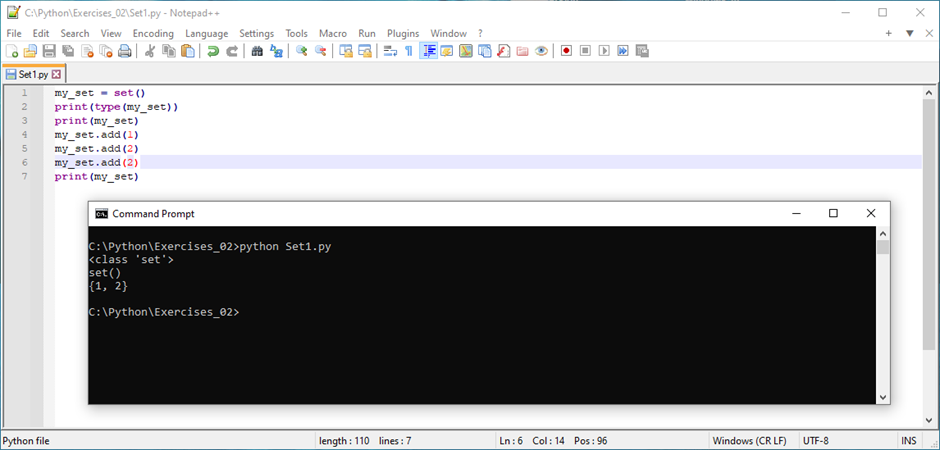 C:\Python\Exercises_02\Set1.py - Notepad++
File Edit Search View Encoding Language Settings Tools Macro Run Plugins Window ?
Set1.py
1 my_set = set()
2 print(type(my_set))
3 print(my_set)
4 my_set.add(1)
5 my_set.add(2)
6 my_set.add(2)
7 print(my_set)
Command Prompt
C:\Python\Exercises_02>python Set1.py
<class 'set'>
set()
{1, 2}
C:\Python\Exercises_02>
Python file length : 110 lines : 7 Ln : 6 Col : 14 Pos : 96 Windows (CR LF) UTF-8 INS